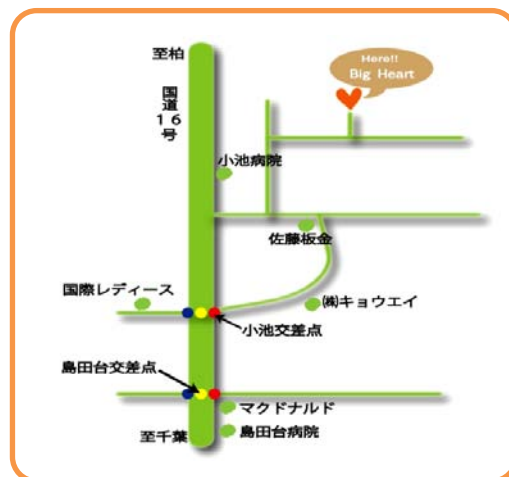 至柏
Here!!
Big Heart
国道16号
小池病院
佐藤板金
国際レディース
㈱キョウエイ
小池交差点
島田台交差点
マクドナルド
島田台病院
至千葉